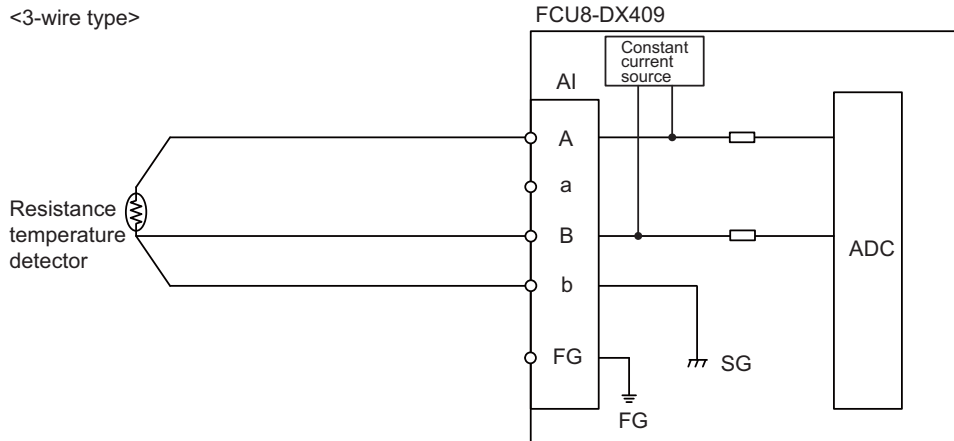 <3-wire type>
FCU8-DX409
Constant
current
source
AI
A
a
B
b
FG
Resistance
temperature
detector
ADC
SG
FG